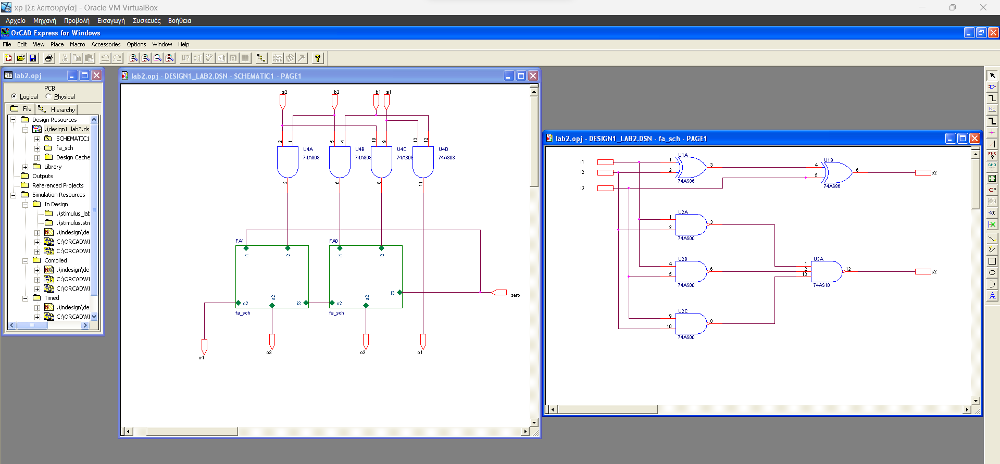 xp [Σε λειτουργία] - Oracle VM VirtualBox
Αρχείο Μηχανή Προβολή Εισαγωγή Συσκευές Βοήθεια
OrCAD Express for Windows
File Edit View Place Macro Accessories Options Window Help
U?
DRC
?
lab2.opj
PCB
Logical Physical
File Hierarchy
Design Resources
.\design1_lab2.ds
SCHEMATIC1
fa_sch
Design Cache
Library
Outputs
Referenced Projects
Simulation Resources
In Design
.\stimulus_lab
.\stimulus.stm
.\indesign\de
C:\ORCADWI
C:\ORCADWI
Compiled
.\indesign\de
C:\ORCADWI
C:\ORCADWI
Timed
.\indesign\de
C:\ORCADWI
lab2.opj - DESIGN1_LAB2.DSN - SCHEMATIC1 - PAGE1
a2 b2 b1 a1
2 1 5 4 10 9 13 12
U4A U4B U4C U4D
74AS08 74AS08 74AS08 74AS08
3 6 8 11
FA1 FA0
i1 i2 i1 i2
i3
zero
c2 s2 i3 c2 s2
fa_sch fa_sch
o4 o3 o2 o1
lab2.opj - DESIGN1_LAB2.DSN - fa_sch - PAGE1
i1
i2
i3
U1A
1
2
3
74AS86
U1B
4
5
6
74AS86
c2
U2A
1
2
3
74AS00
U2B
4
5
6
74AS00
U3A
1
2
13
12
74AS10
s2
U2C
9
10
8
74AS00
N1
PWR
GND
P
C
A